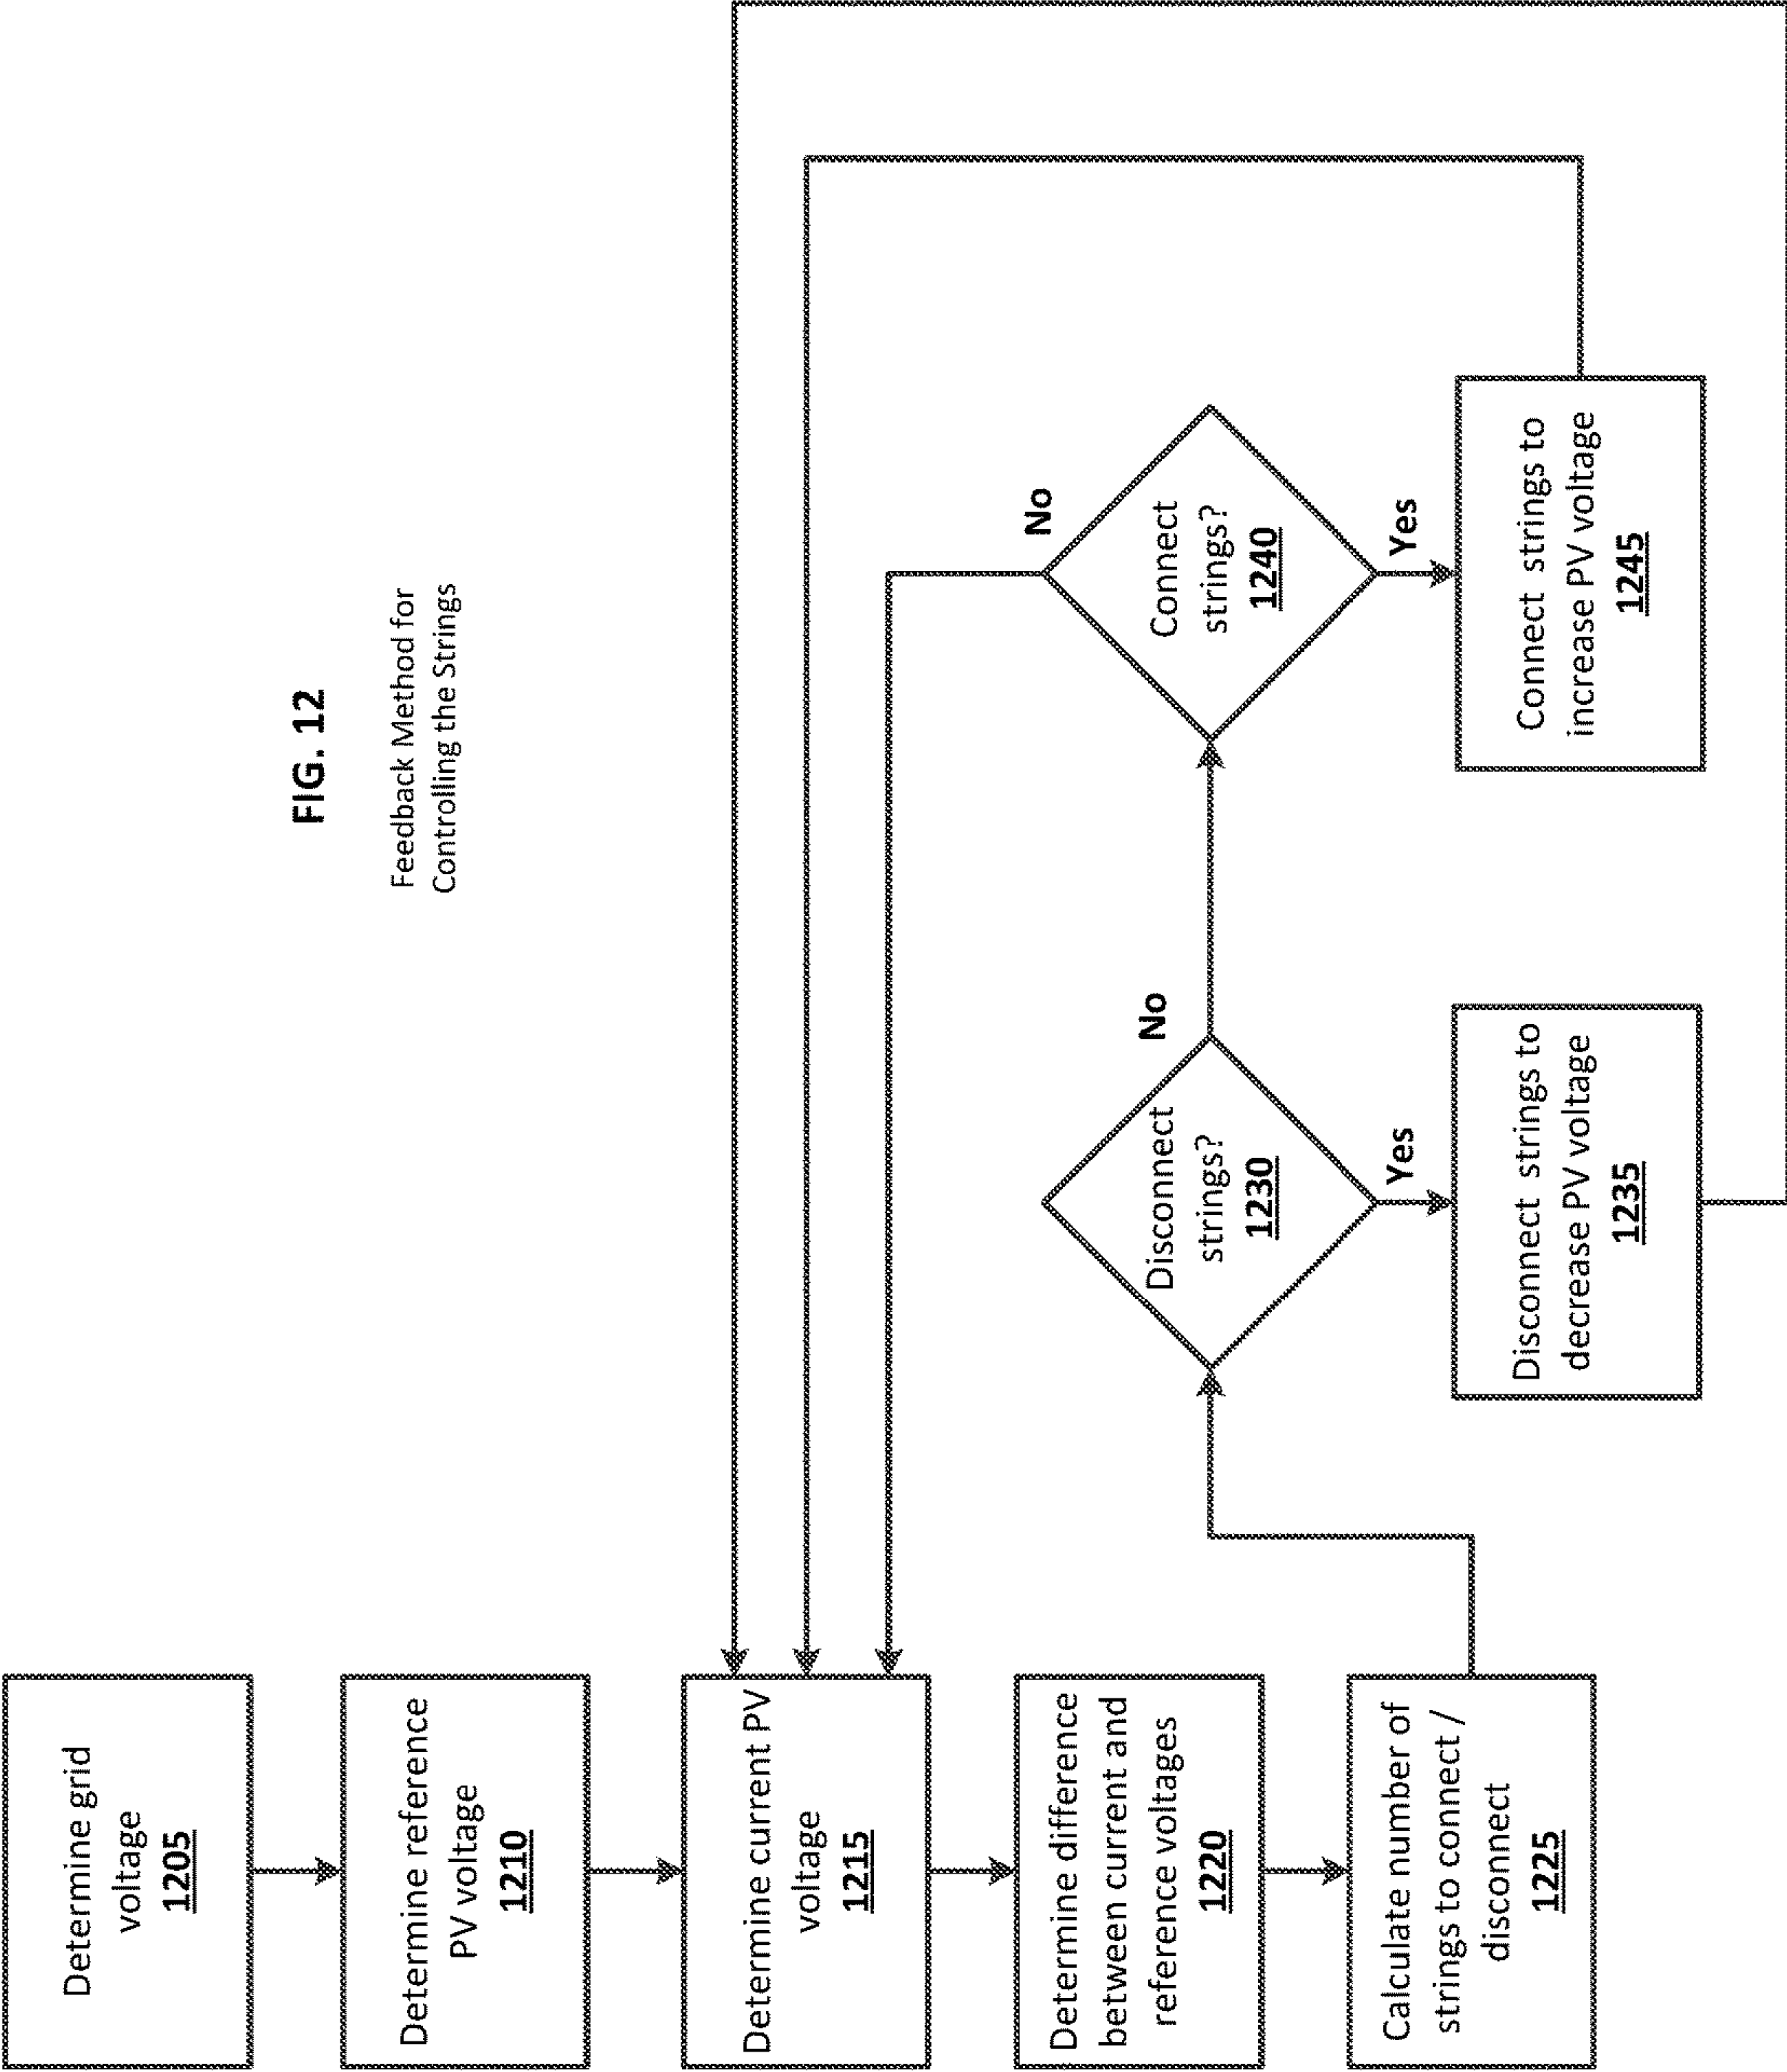 FIG. 12
Feedback Method for
Controlling the Strings
Determine grid
voltage
1205
Determine reference
PV voltage
1210
Determine current PV
voltage
1215
Determine difference
between current and
reference voltages
1220
Calculate number of
strings to connect /
disconnect
1225
Disconnect
strings?
1230
No
Yes
Disconnect strings to
decrease PV voltage
1235
Connect
strings?
1240
No
Yes
Connect strings to
increase PV voltage
1245